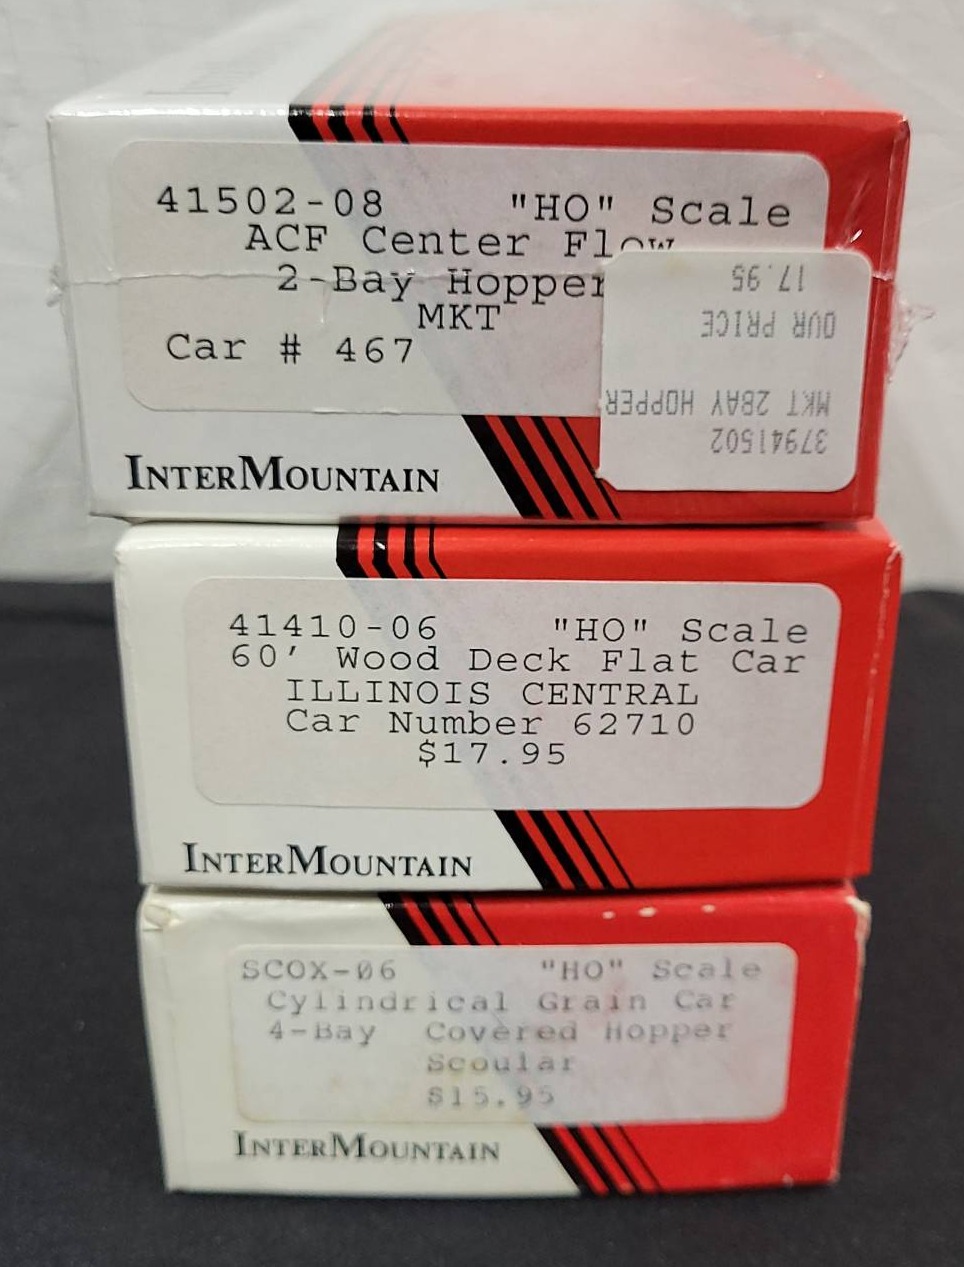 41502-08 "HO" Scale
ACF Center Flow
2-Bay Hopper
MKT
Car # 467
17.95
OUR PRICE
MKT 2BAY HOPPER
37941502
INTERMOUNTAIN
41410-06 "HO" Scale
60' Wood Deck Flat Car
ILLINOIS CENTRAL
Car Number 62710
$17.95
INTERMOUNTAIN
SCOX-06 "HO" Scale
Cylindrical Grain Car
4-Bay Covered Hopper
Scoular
$15.95
INTERMOUNTAIN